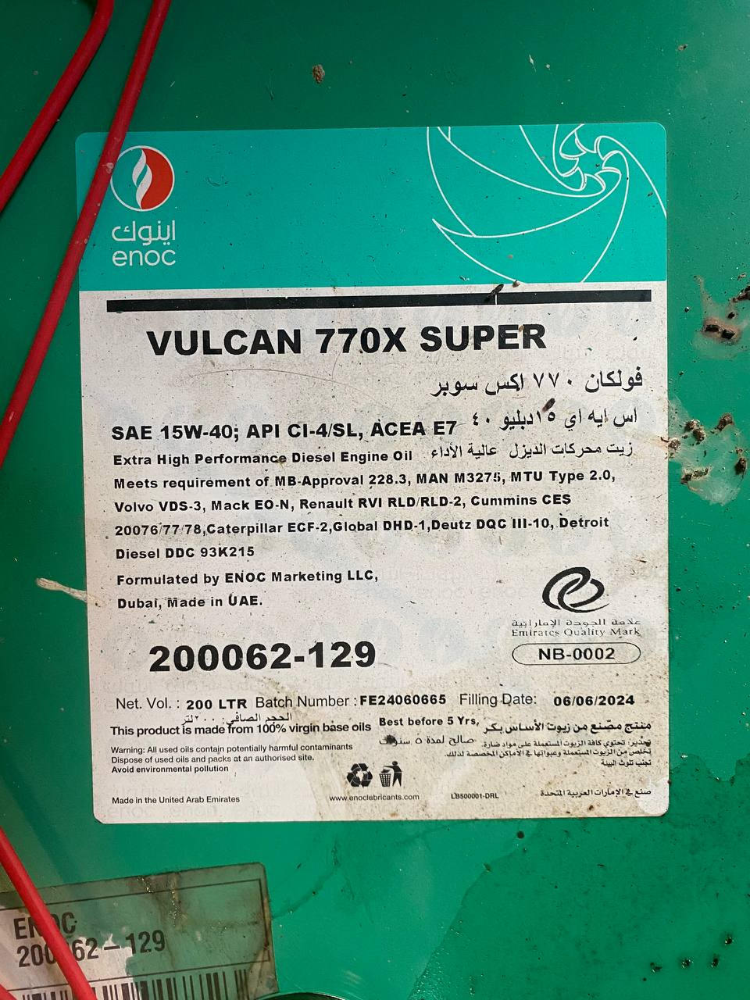 اينوك
enoc
VULCAN 770X SUPER
فولكان ٧٧٠ اكس سوبر
SAE 15W-40; API CI-4/SL, ACEA E7 اس ايه اي ١٥دبليو ٤٠
Extra High Performance Diesel Engine Oil زيت محركات الديزل عالية الأداء
Meets requirement of MB-Approval 228.3, MAN M3275, MTU Type 2.0,
Volvo VDS-3, Mack EO-N, Renault RVI RLD/RLD-2, Cummins CES
20076/77/78,Caterpillar ECF-2,Global DHD-1,Deutz DQC III-10, Detroit
Diesel DDC 93K215
Formulated by ENOC Marketing LLC,
Dubai, Made in UAE.
علامة الجودة الإماراتية
Emirates Quality Mark
NB-0002
200062-129
Net. Vol. : 200 LTR Batch Number : FE24060665 Filling Date: 06/06/2024
الحجم الصافي: ٢٠٠ لتر
This product is made from 100% virgin base oils Best before 5 Yrs, منتج مصنع من زيوت الأساس بكر
صالح لمدة ٥ سنوات
Warning: All used oils contain potentially harmful contaminants تحذير: تحتوي كافة الزيوت المستعملة على مواد ضارة.
Dispose of used oils and packs at an authorised site. تخلص من الزيوت المستعملة وعبواتها في الأماكن المخصصة لذلك.
Avoid environmental pollution تجنب تلوث البيئة
Made in the United Arab Emirates www.enoclubricants.com LB500001-DRL صنع في الإمارات العربية المتحدة
ENOC
200062-129